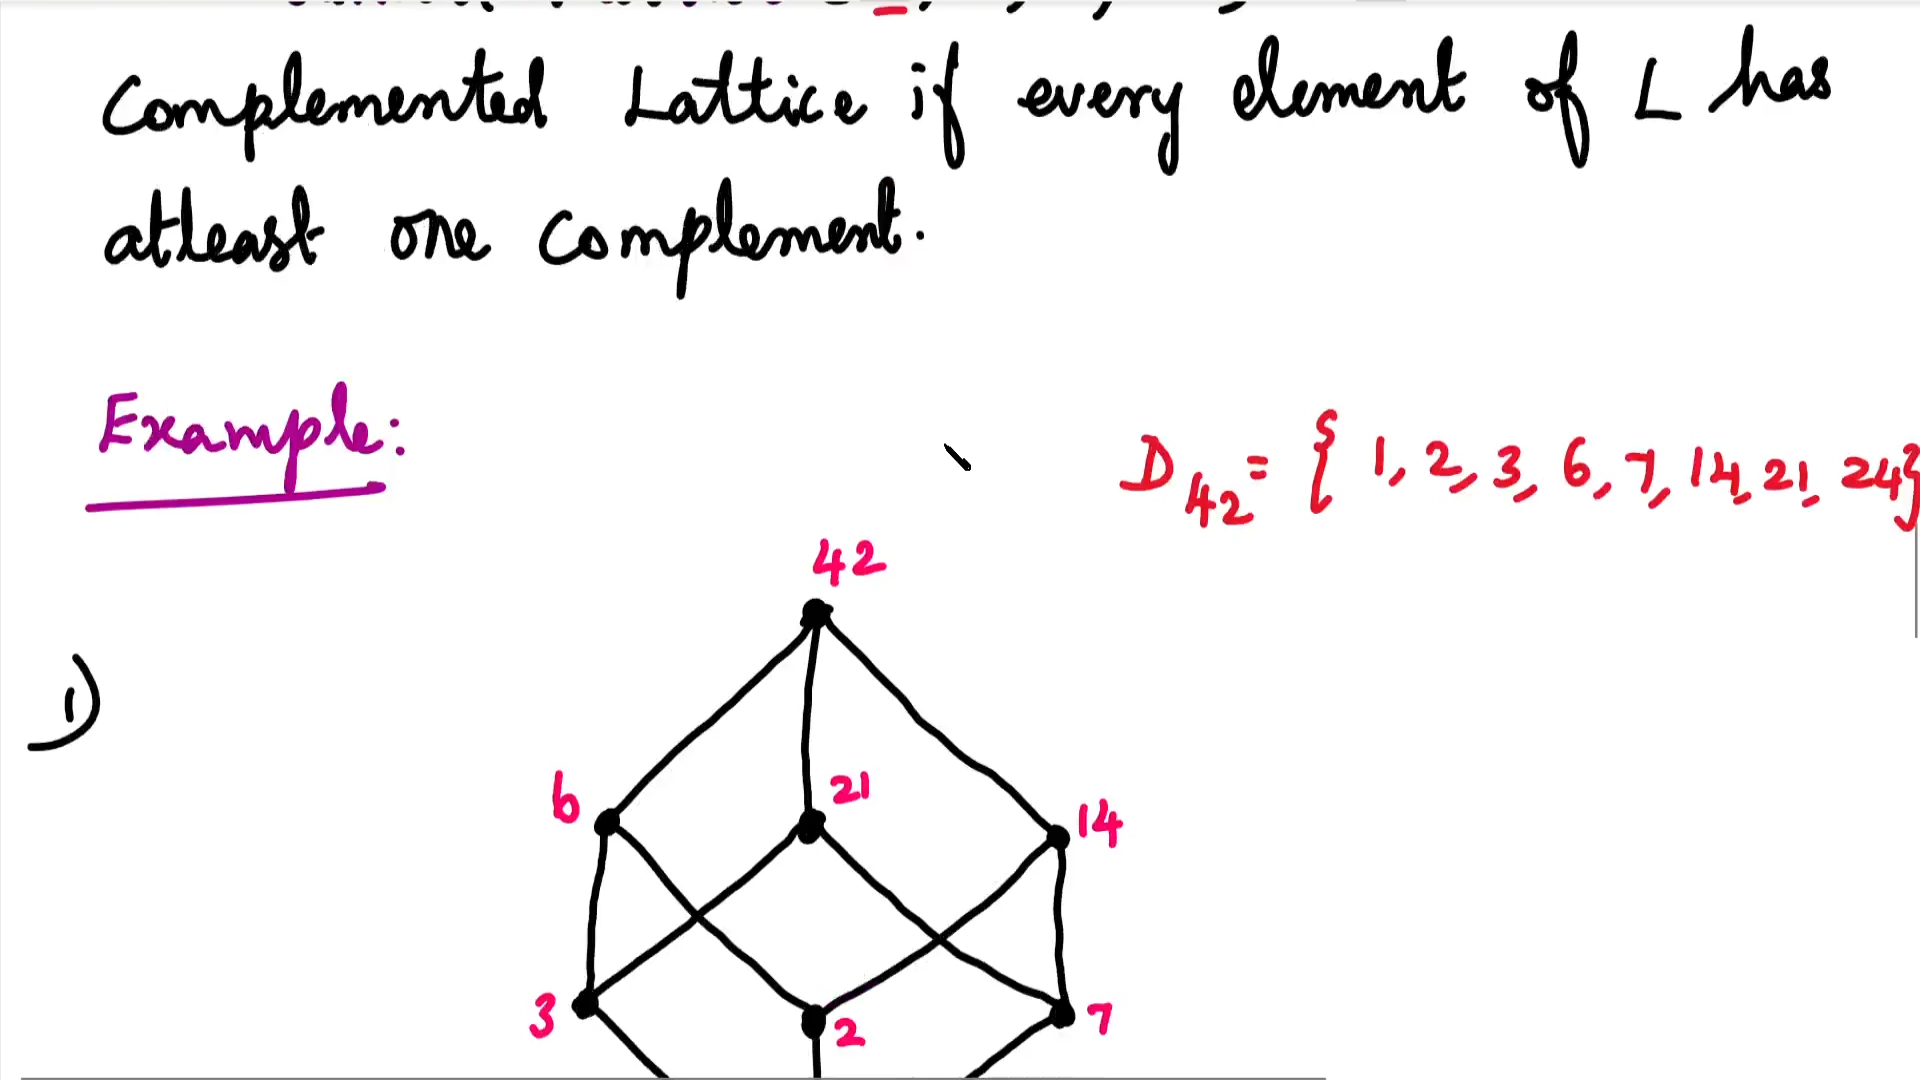 Complemented Lattice if every element of L has
atleast one complement.
Example:
D42 = { 1, 2, 3, 6, 7, 14, 21, 24}
42
1)
6 21 14
3 2 7